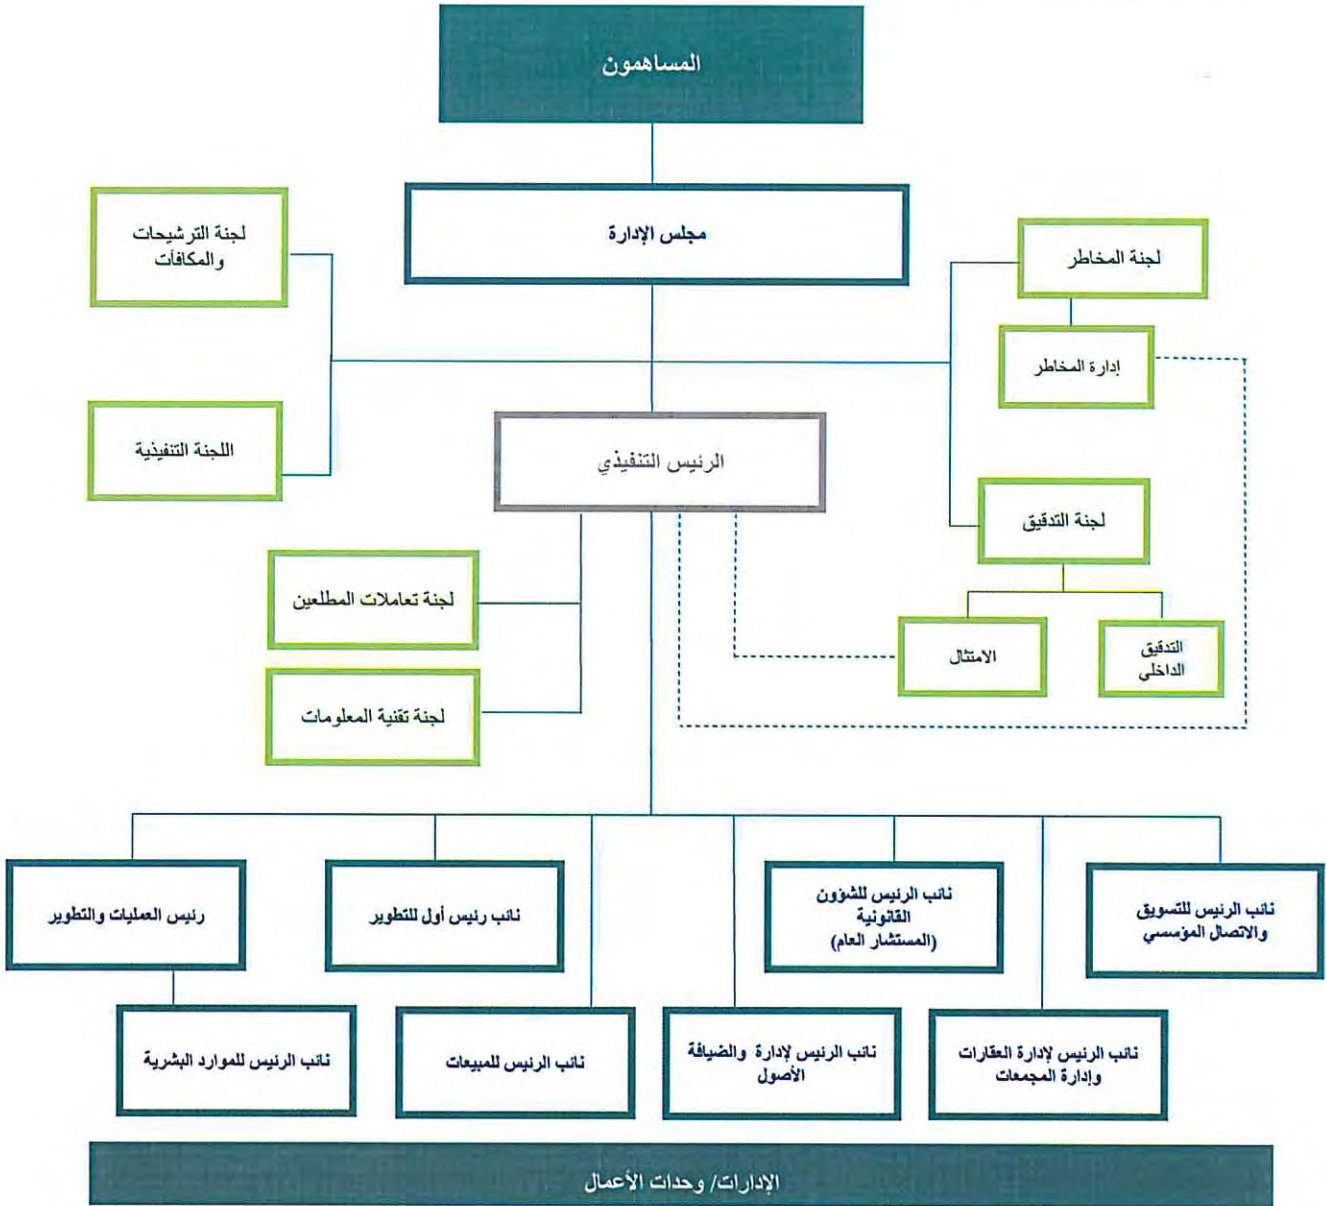 المساهمون
مجلس الإدارة
لجنة الترشيحات
والمكافآت
لجنة المخاطر
إدارة المخاطر
اللجنة التنفيذية
الرئيس التنفيذي
لجنة التدقيق
لجنة تعاملات المطلعين
الامتثال
التدقيق
الداخلي
لجنة تقنية المعلومات
نائب الرئيس للتسويق
والاتصال المؤسسي
نائب الرئيس للشؤون
القانونية
(المستشار العام)
نائب رئيس أول للتطوير
رئيس العمليات والتطوير
نائب الرئيس لإدارة العقارات
وإدارة المجمعات
نائب الرئيس لإدارة والضيافة
الأصول
نائب الرئيس للمبيعات
نائب الرئيس للموارد البشرية
الإدارات/ وحدات الأعمال